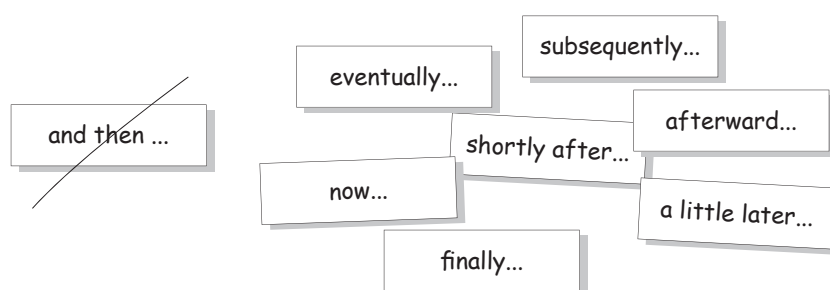 and then ...
eventually...
subsequently...
shortly after...
afterward...
now...
a little later...
finally...